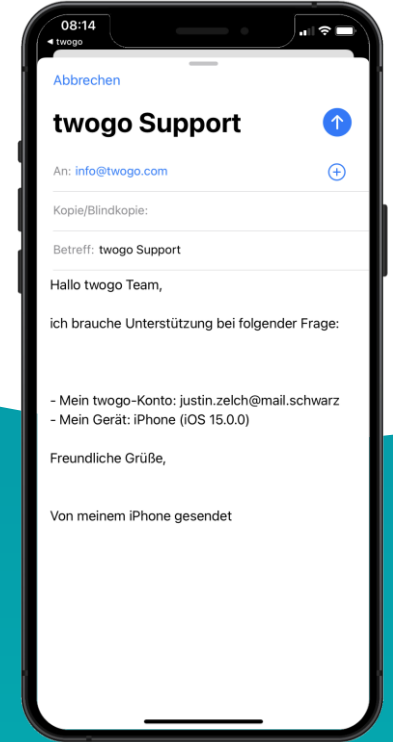 08:14
◀ twogo
Abbrechen
twogo Support
An: info@twogo.com
Kopie/Blindkopie:
Betreff: twogo Support
Hallo twogo Team,
ich brauche Unterstützung bei folgender Frage:
- Mein twogo-Konto: justin.zelch@mail.schwarz
- Mein Gerät: iPhone (iOS 15.0.0)
Freundliche Grüße,
Von meinem iPhone gesendet